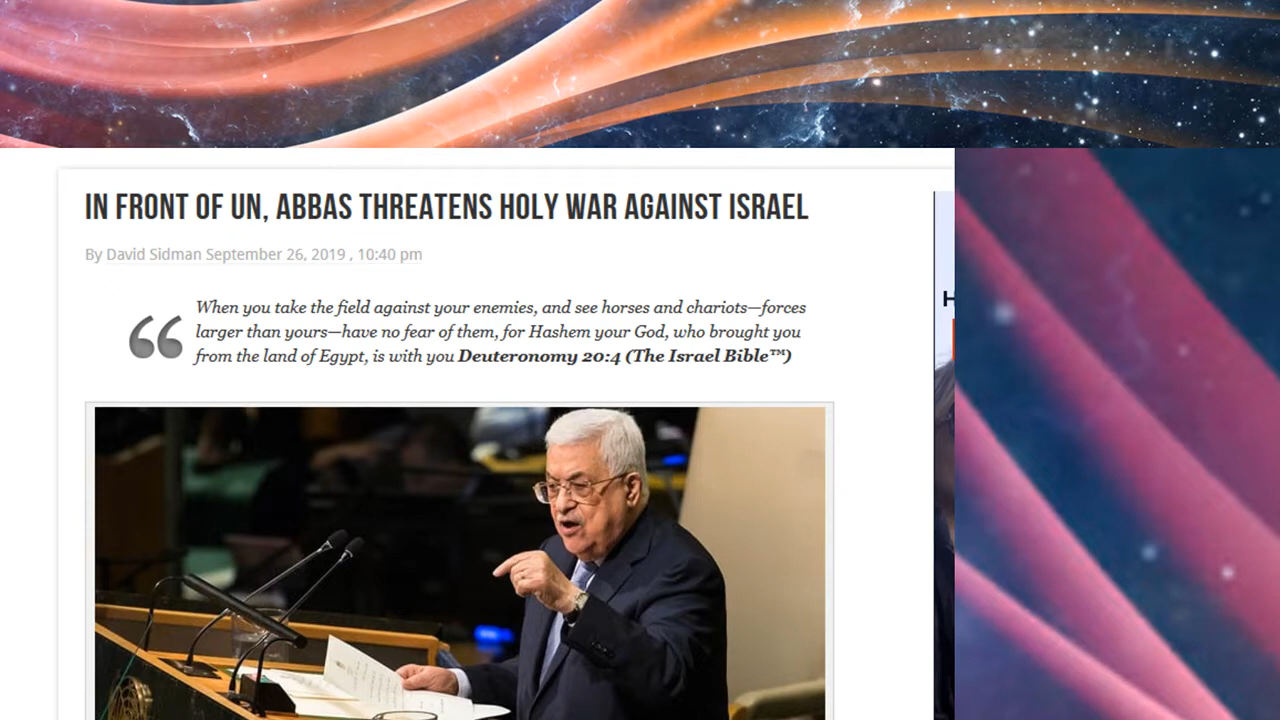 IN FRONT OF UN, ABBAS THREATENS HOLY WAR AGAINST ISRAEL
By David Sidman September 26, 2019 , 10:40 pm
“
When you take the field against your enemies, and see horses and chariots—forces
larger than yours—have no fear of them, for Hashem your God, who brought you
from the land of Egypt, is with you Deuteronomy 20:4 (The Israel Bible™)
H